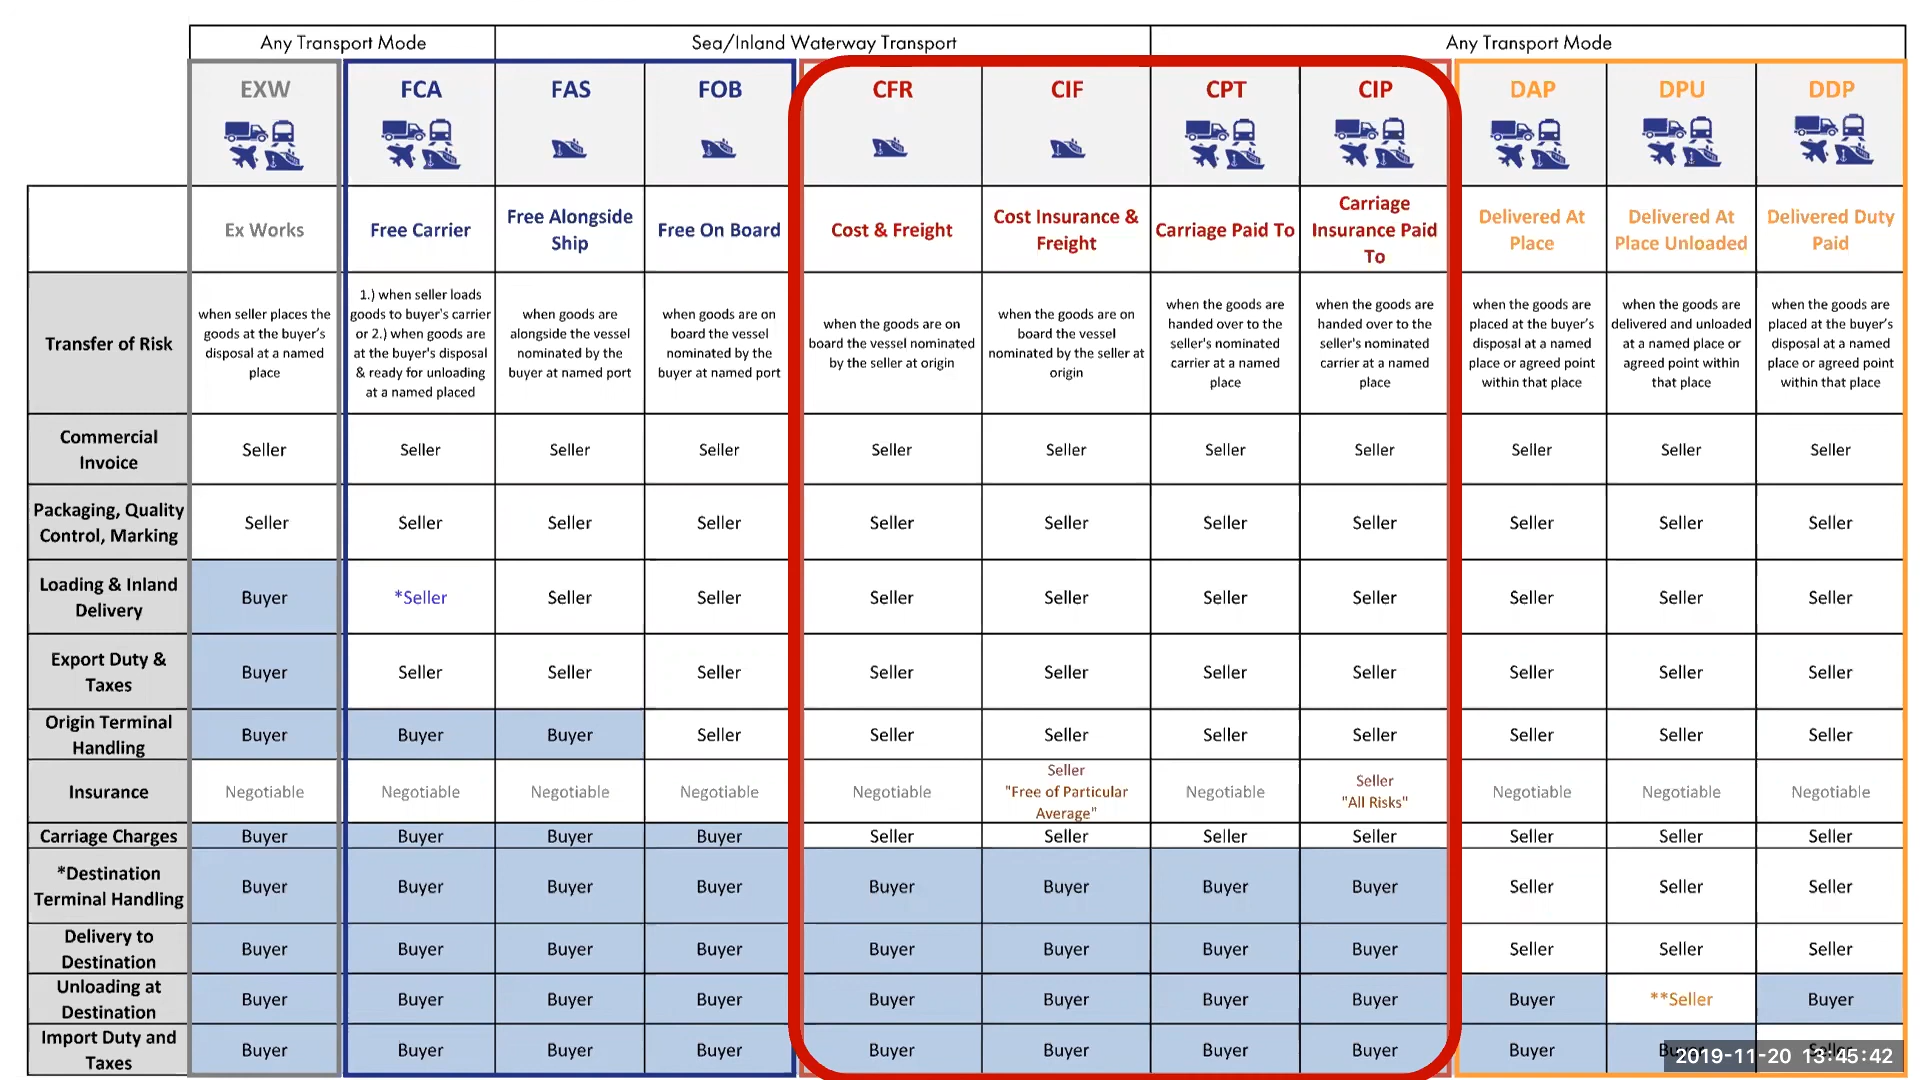 Any Transport Mode
Sea/Inland Waterway Transport
Any Transport Mode
EXW
FCA
FAS
FOB
CFR
CIF
CPT
CIP
DAP
DPU
DDP
Ex Works
Free Carrier
Free Alongside
Ship
Free On Board
Cost & Freight
Cost Insurance &
Freight
Carriage Paid To
Carriage
Insurance Paid
To
Delivered At
Place
Delivered At
Place Unloaded
Delivered Duty
Paid
Transfer of Risk
when seller places the
goods at the buyer's
disposal at a named
place
1.) when seller loads
goods to buyer's carrier
or 2.) when goods are
at the buyer's disposal
& ready for unloading
at a named placed
when goods are
alongside the vessel
nominated by the
buyer at named port
when goods are on
board the vessel
nominated by the
buyer at named port
when the goods are on
board the vessel nominated
by the seller at origin
when the goods are on
board the vessel
nominated by the seller at
origin
when the goods are
handed over to the
seller's nominated
carrier at a named
place
when the goods are
handed over to the
seller's nominated
carrier at a named
place
when the goods are
placed at the buyer's
disposal at a named
place or agreed point
within that place
when the goods are
delivered and unloaded
at a named place or
agreed point within
that place
when the goods are
placed at the buyer's
disposal at a named
place or agreed point
within that place
Commercial
Invoice
Seller
Seller
Seller
Seller
Seller
Seller
Seller
Seller
Seller
Seller
Seller
Packaging, Quality
Control, Marking
Seller
Seller
Seller
Seller
Seller
Seller
Seller
Seller
Seller
Seller
Seller
Loading & Inland
Delivery
Buyer
*Seller
Seller
Seller
Seller
Seller
Seller
Seller
Seller
Seller
Seller
Export Duty &
Taxes
Buyer
Seller
Seller
Seller
Seller
Seller
Seller
Seller
Seller
Seller
Seller
Origin Terminal
Handling
Buyer
Buyer
Buyer
Seller
Seller
Seller
Seller
Seller
Seller
Seller
Seller
Insurance
Negotiable
Negotiable
Negotiable
Negotiable
Negotiable
Seller
"Free of Particular
Average"
Negotiable
Seller
"All Risks"
Negotiable
Negotiable
Negotiable
Carriage Charges
Buyer
Buyer
Buyer
Buyer
Seller
Seller
Seller
Seller
Seller
Seller
Seller
*Destination
Terminal Handling
Buyer
Buyer
Buyer
Buyer
Buyer
Buyer
Buyer
Buyer
Seller
Seller
Seller
Delivery to
Destination
Buyer
Buyer
Buyer
Buyer
Buyer
Buyer
Buyer
Buyer
Seller
Seller
Seller
Unloading at
Destination
Buyer
Buyer
Buyer
Buyer
Buyer
Buyer
Buyer
Buyer
Buyer
**Seller
Buyer
Import Duty and
Taxes
Buyer
Buyer
Buyer
Buyer
Buyer
Buyer
Buyer
Buyer
Buyer
2019-11-20 13:45:42